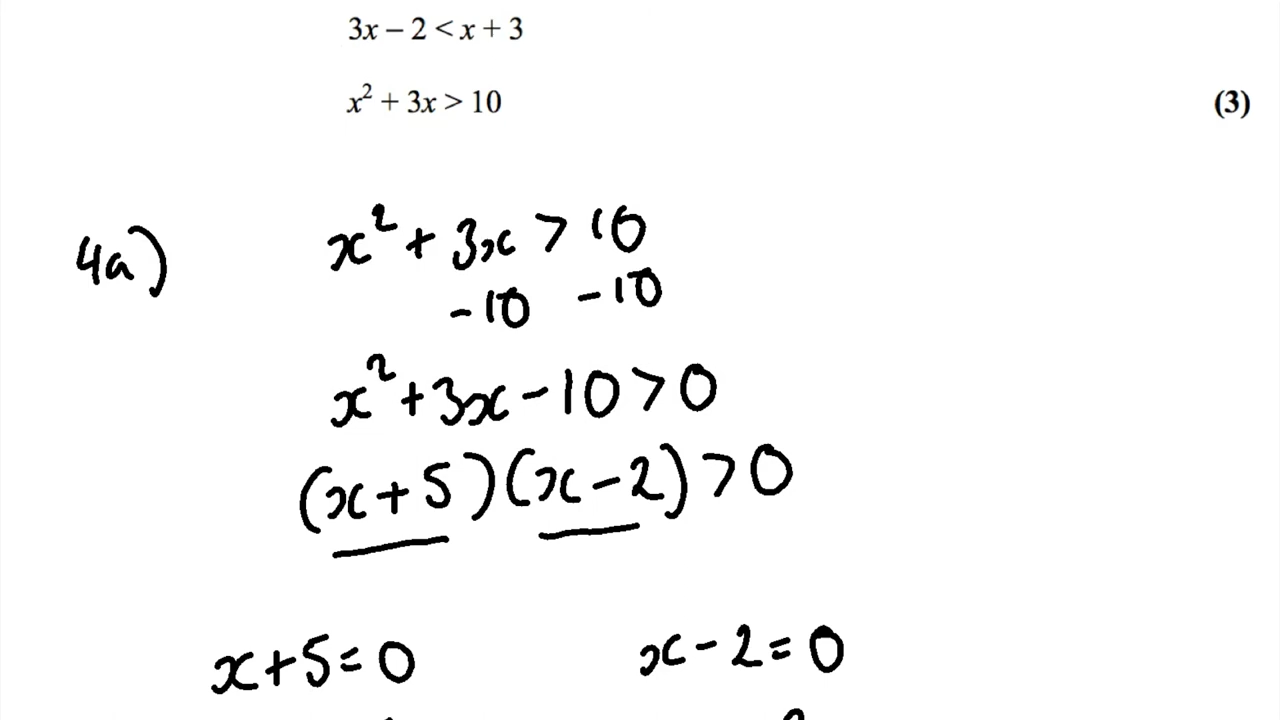 3x – 2 < x + 3
x² + 3x > 10 (3)
4a) x² + 3x > 10
-10 -10
x² + 3x - 10 > 0
(x + 5)(x - 2) > 0
x + 5 = 0 x - 2 = 0